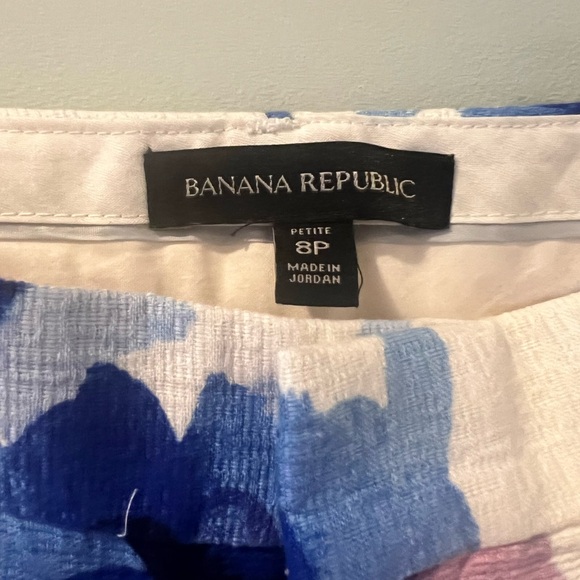 BANANA REPUBLIC
PETITE
8P
MADE IN
JORDAN